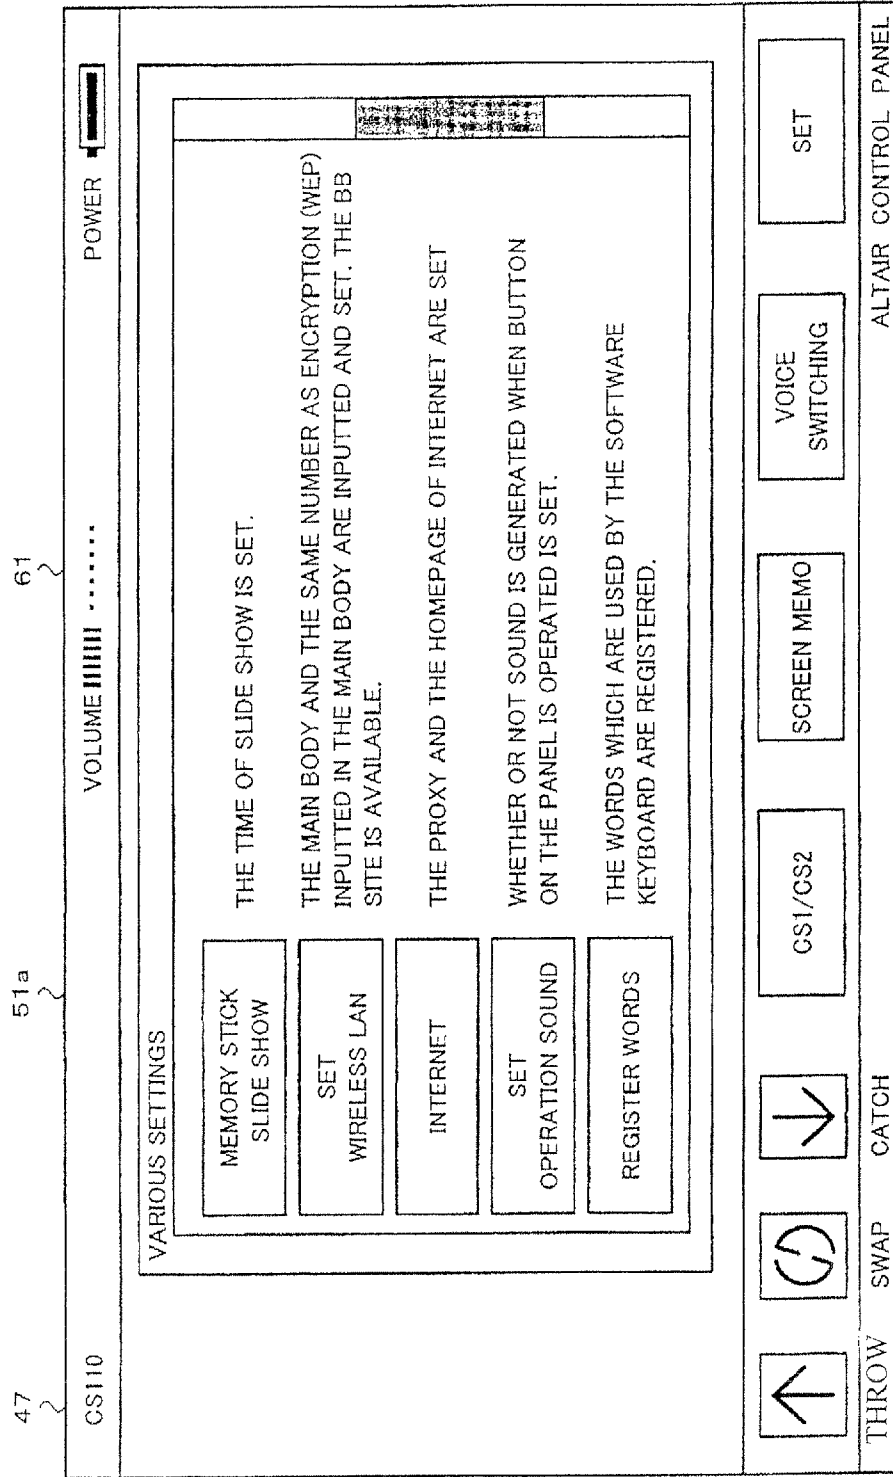 47
51a
61
CS110
VOLUME
POWER
VARIOUS SETTINGS
MEMORY STICK
SLIDE SHOW
THE TIME OF SLIDE SHOW IS SET.
SET
WIRELESS LAN
THE MAIN BODY AND THE SAME NUMBER AS ENCRYPTION (WEP)
INPUTTED IN THE MAIN BODY ARE INPUTTED AND SET. THE BB
SITE IS AVAILABLE.
INTERNET
THE PROXY AND THE HOMEPAGE OF INTERNET ARE SET
SET
OPERATION SOUND
WHETHER OR NOT SOUND IS GENERATED WHEN BUTTON
ON THE PANEL IS OPERATED IS SET.
REGISTER WORDS
THE WORDS WHICH ARE USED BY THE SOFTWARE
KEYBOARD ARE REGISTERED.
THROW
SWAP
CATCH
CS1/CS2
SCREEN MEMO
VOICE
SWITCHING
SET
ALTAIR CONTROL PANEL